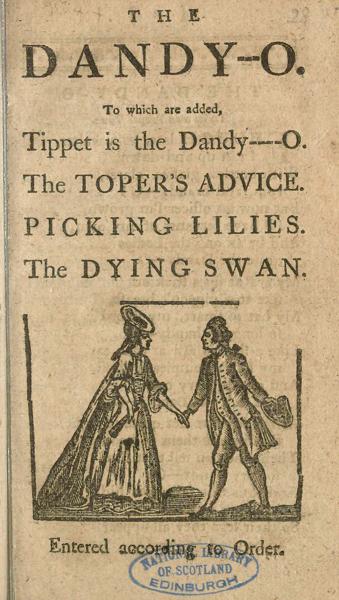 THE
28
DANDY--O.
To which are added,
Tippet is the Dandy----O.
The TOPER'S ADVICE.
PICKING LILIES.
The DYING SWAN.
Entered according to Order.
NATIONAL LIBRARY
OF SCOTLAND
EDINBURGH